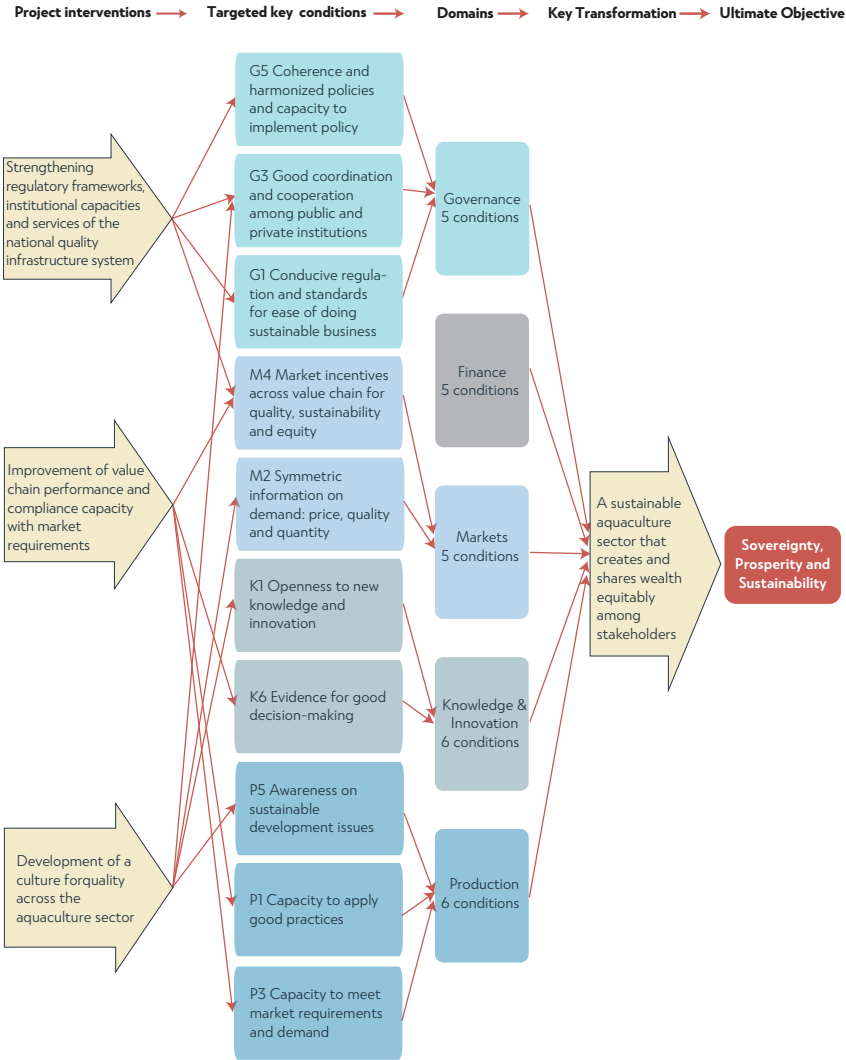 Project interventions
Targeted key conditions
Domains
Key Transformation
Ultimate Objective
Strengthening
regulatory frameworks,
institutional capacities
and services of the
national quality
infrastructure system
Improvement of value
chain performance and
compliance capacity
with market
requirements
Development of a
culture forquality
across the
aquaculture sector
G5 Coherence and
harmonized policies
and capacity to
implement policy
G3 Good coordination
and cooperation
among public and
private institutions
G1 Conducive regula-
tion and standards
for ease of doing
sustainable business
M4 Market incentives
across value chain for
quality, sustainability
and equity
M2 Symmetric
information on
demand: price, quality
and quantity
K1 Openness to new
knowledge and
innovation
K6 Evidence for good
decision-making
P5 Awareness on
sustainable
development issues
P1 Capacity to apply
good practices
P3 Capacity to meet
market requirements
and demand
Governance
5 conditions
Finance
5 conditions
Markets
5 conditions
Knowledge &
Innovation
6 conditions
Production
6 conditions
A sustainable
aquaculture
sector that
creates and
shares wealth
equitably
among
stakeholders
Sovereignty,
Prosperity and
Sustainability